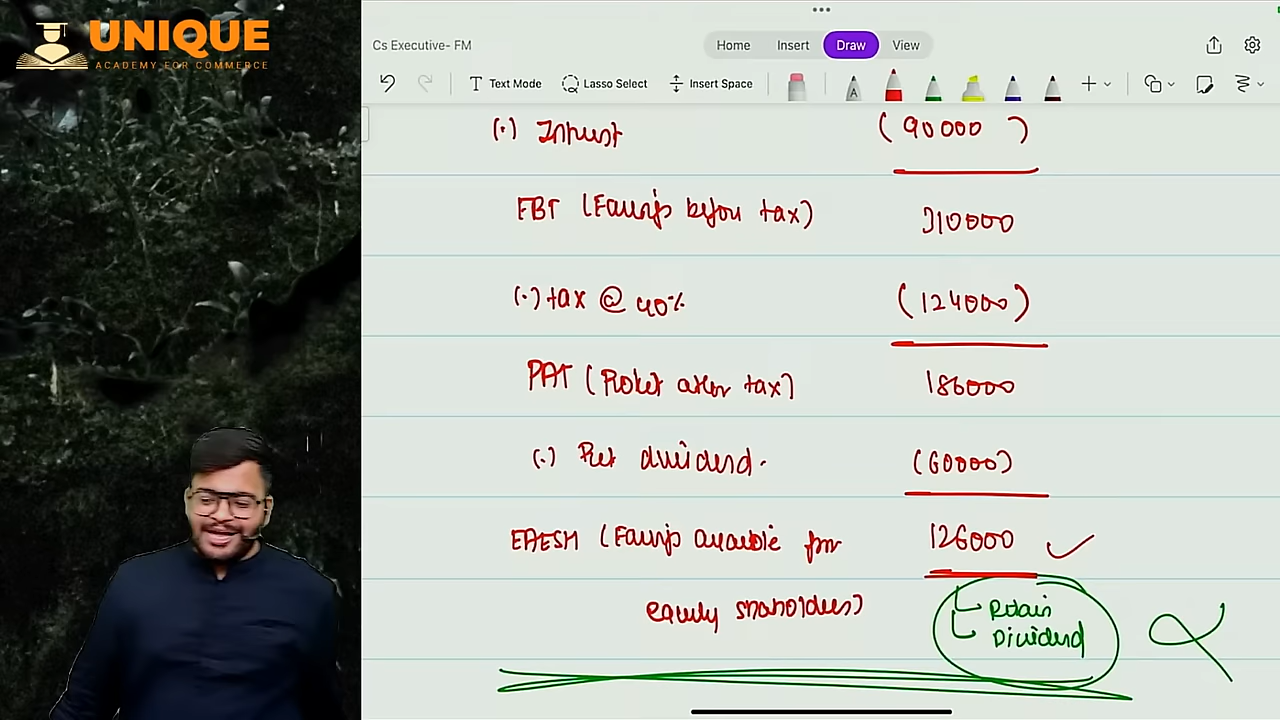 UNIQUE
ACADEMY FOR COMMERCE
Cs Executive- FM
Home Insert Draw View
Text Mode Lasso Select Insert Space
(-) Interest (90000)
EBT (Earnings before tax) 310000
(-) tax @ 40% (124000)
PAT (Profit after tax) 186000
(-) Pref dividend. (60000)
EAESH (Earnings available for 126000
equity shareholders)
Retain
Dividend